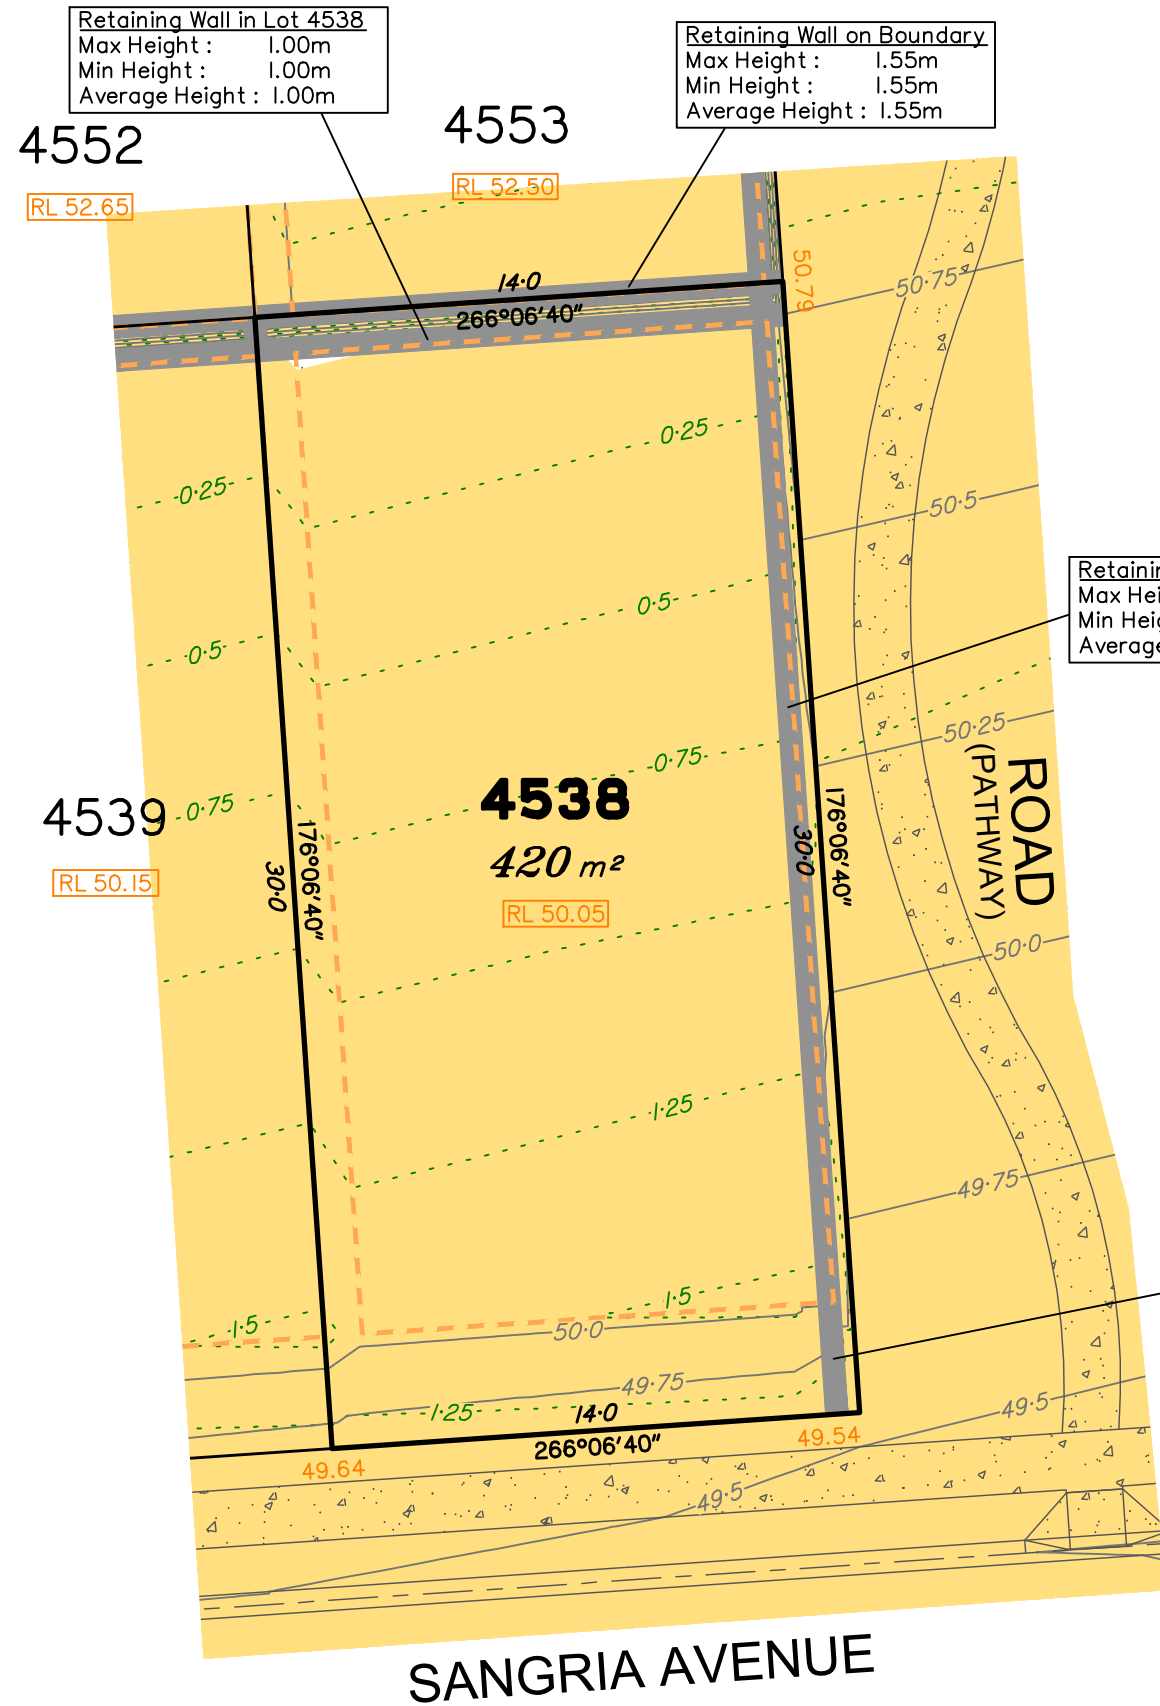 Retaining Wall in Lot 4538
Max Height : 1.00m
Min Height : 1.00m
Average Height : 1.00m
Retaining Wall on Boundary
Max Height : 1.55m
Min Height : 1.55m
Average Height : 1.55m
4552
4553
RL 52.65
RL 52.50
14·0
266°06'40"
50.79
50·75
0·25
0·25
50·5
Retainin
Max Hei
Min Heig
Average
0·5
0·5
50·25
0·75
0·75
4539
RL 50.15
4538
420 m²
RL 50.05
176°06'40"
30·0
176°06'40"
30·0
ROAD
(PATHWAY)
50·0
1·25
49·75
1·5
1·5
50·0
49·75
1·25
14·0
266°06'40"
49.64
49.54
49·5
49·5
SANGRIA AVENUE